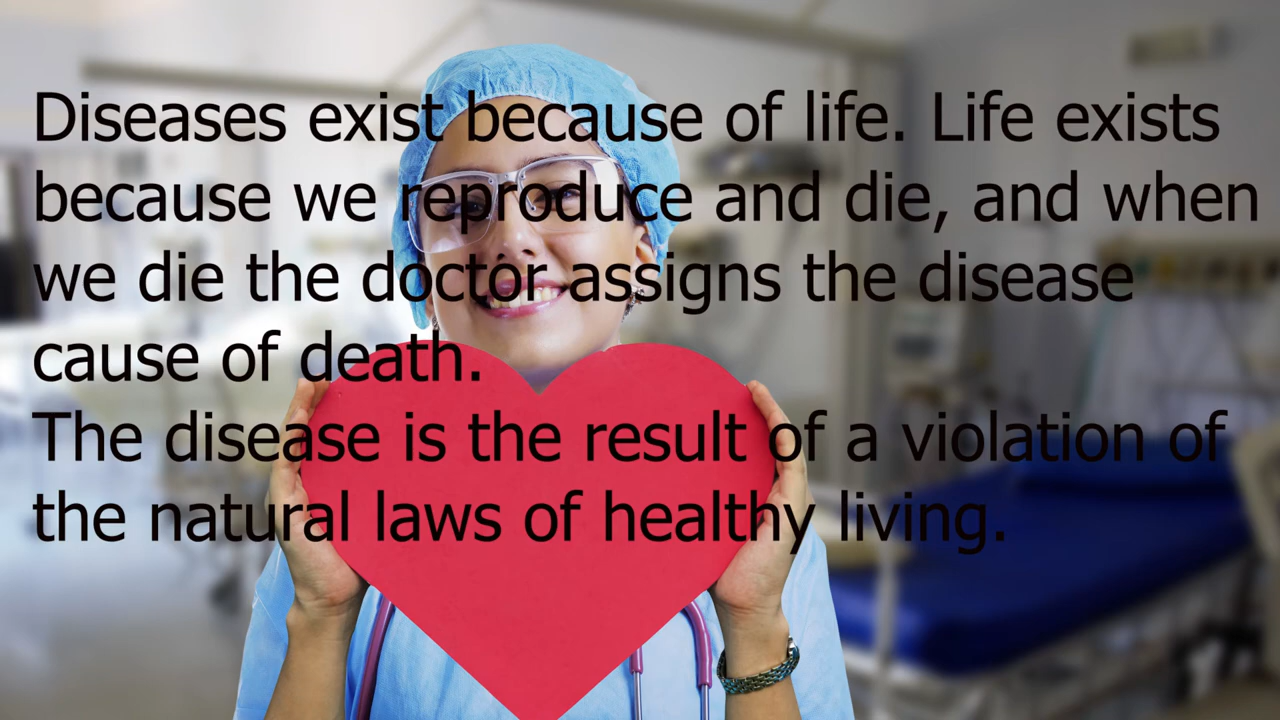 Diseases exist because of life. Life exists
because we reproduce and die, and when
we die the doctor assigns the disease
cause of death.
The disease is the result of a violation of
the natural laws of healthy living.